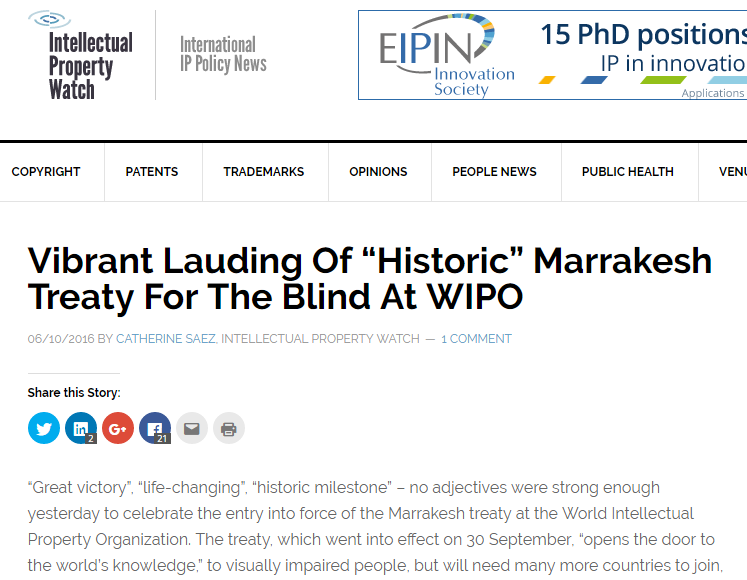 Intellectual
Property
Watch
International
IP Policy News
EIPIN
Innovation
Society
15 PhD positions
IP in innovatio
Applications
COPYRIGHT
PATENTS
TRADEMARKS
OPINIONS
PEOPLE NEWS
PUBLIC HEALTH
VENU
Vibrant Lauding Of “Historic” Marrakesh
Treaty For The Blind At WIPO
06/10/2016 BY CATHERINE SAEZ, INTELLECTUAL PROPERTY WATCH — 1 COMMENT
Share this Story:
2
G+
21
“Great victory”, “life-changing”, “historic milestone” – no adjectives were strong enough
yesterday to celebrate the entry into force of the Marrakesh treaty at the World Intellectual
Property Organization. The treaty, which went into effect on 30 September, “opens the door to
the world’s knowledge,” to visually impaired people, but will need many more countries to join,